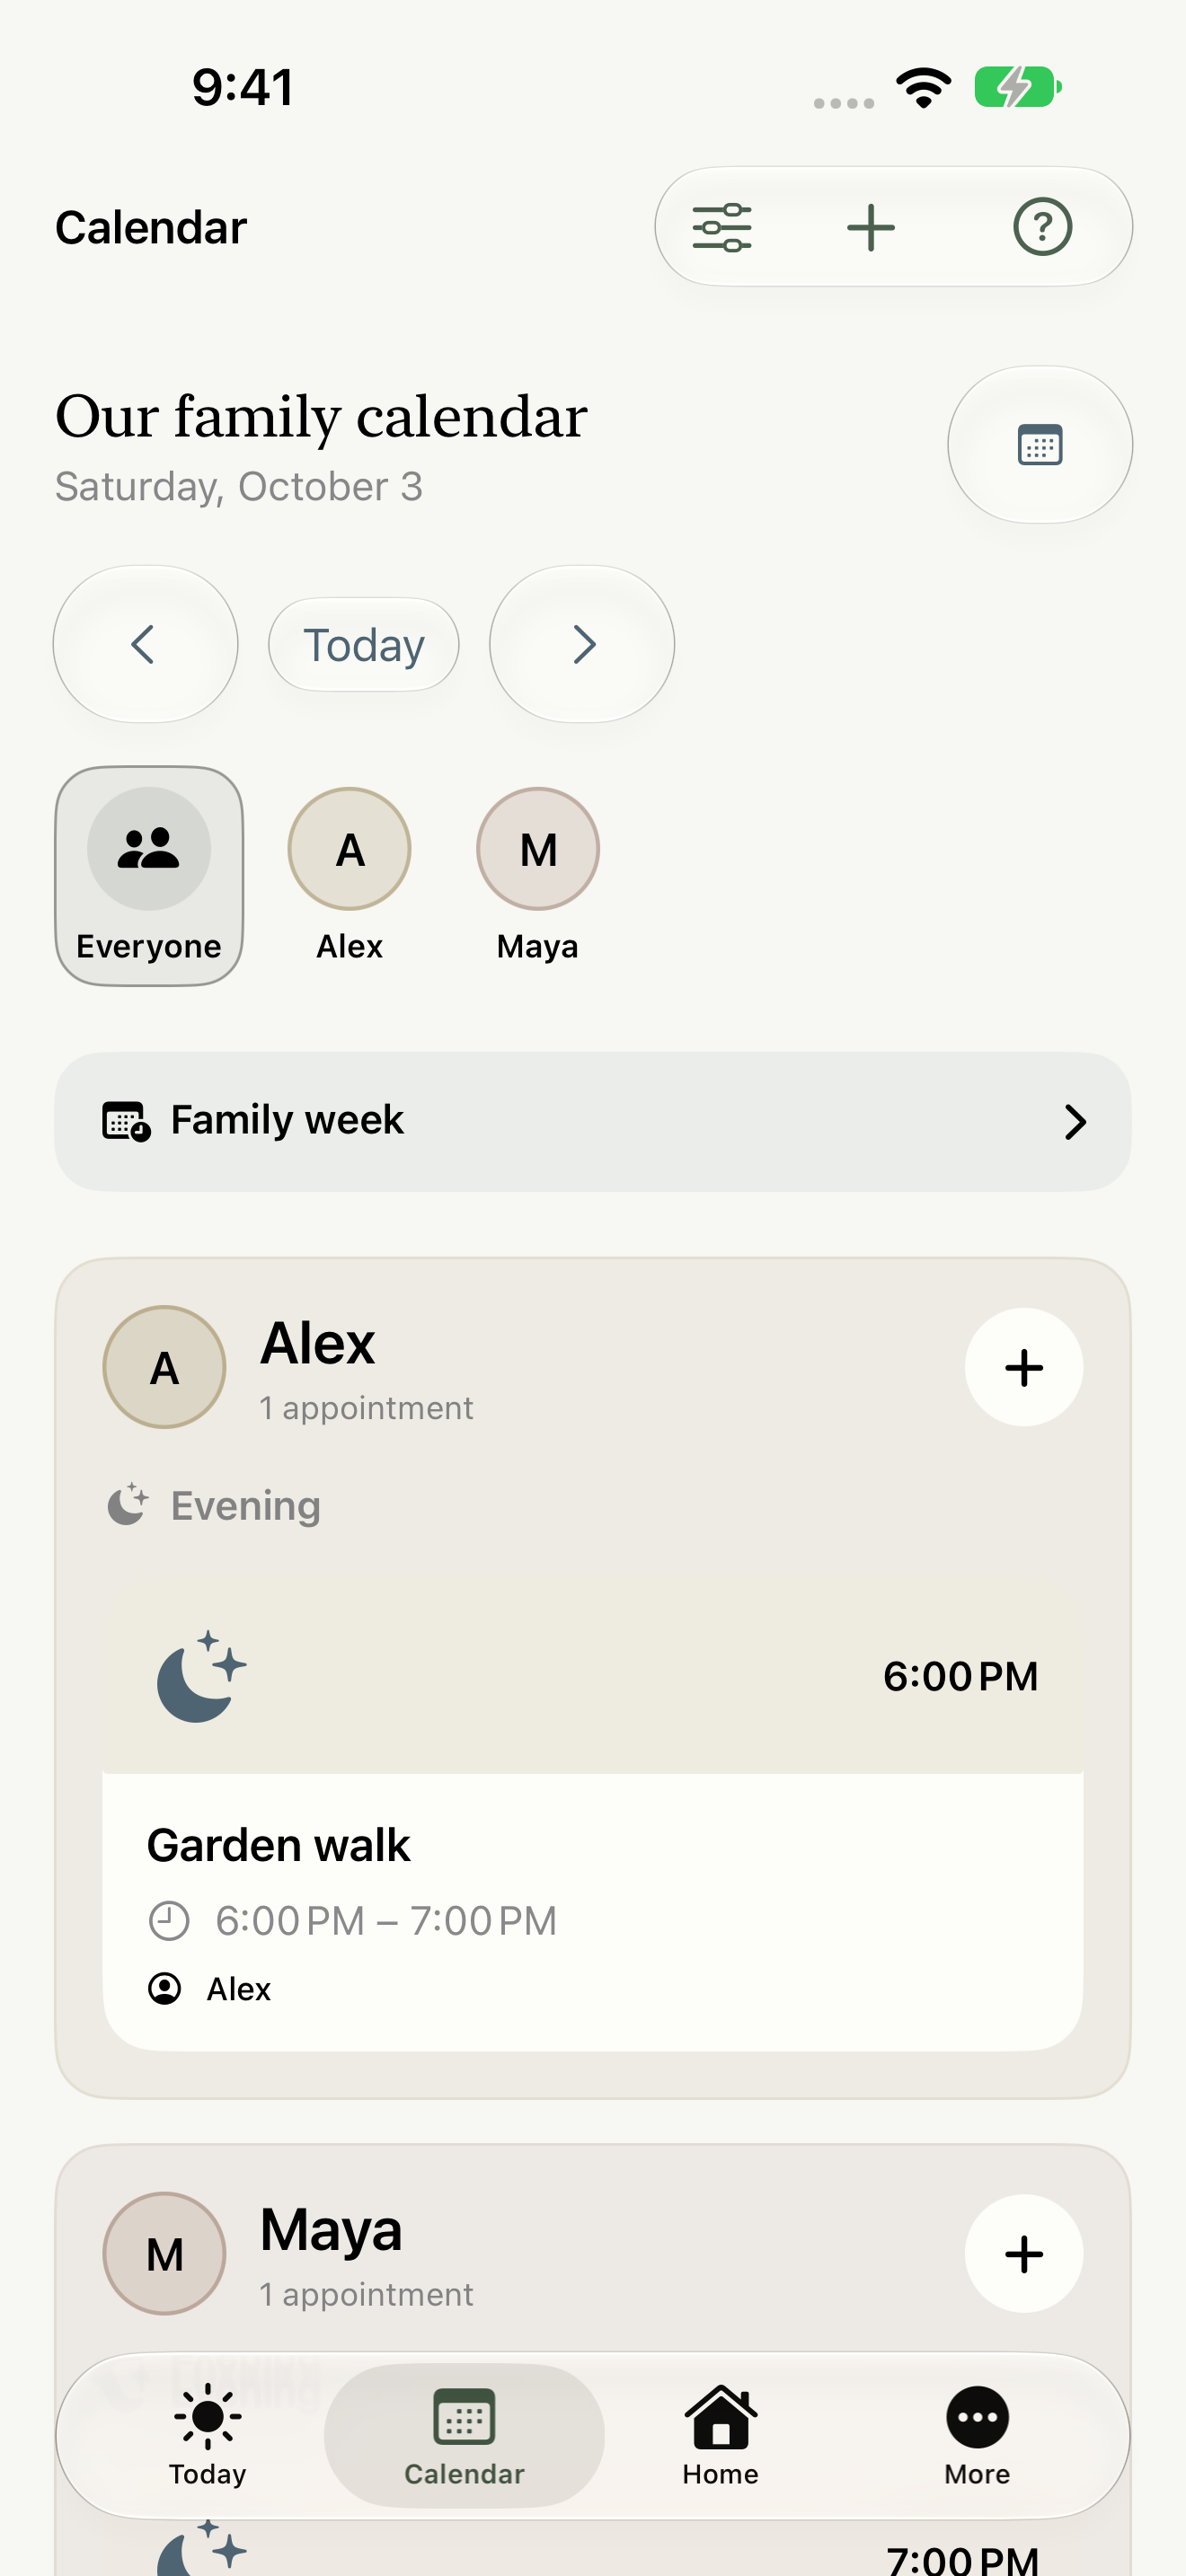 9:41
Calendar
?
Our family calendar
Saturday, October 3
Today
A
M
Everyone
Alex
Maya
Family week
A
Alex
1 appointment
Evening
6:00 PM
Garden walk
6:00 PM – 7:00 PM
Alex
M
Maya
1 appointment
Evening
Today
Calendar
Home
More
7:00 PM